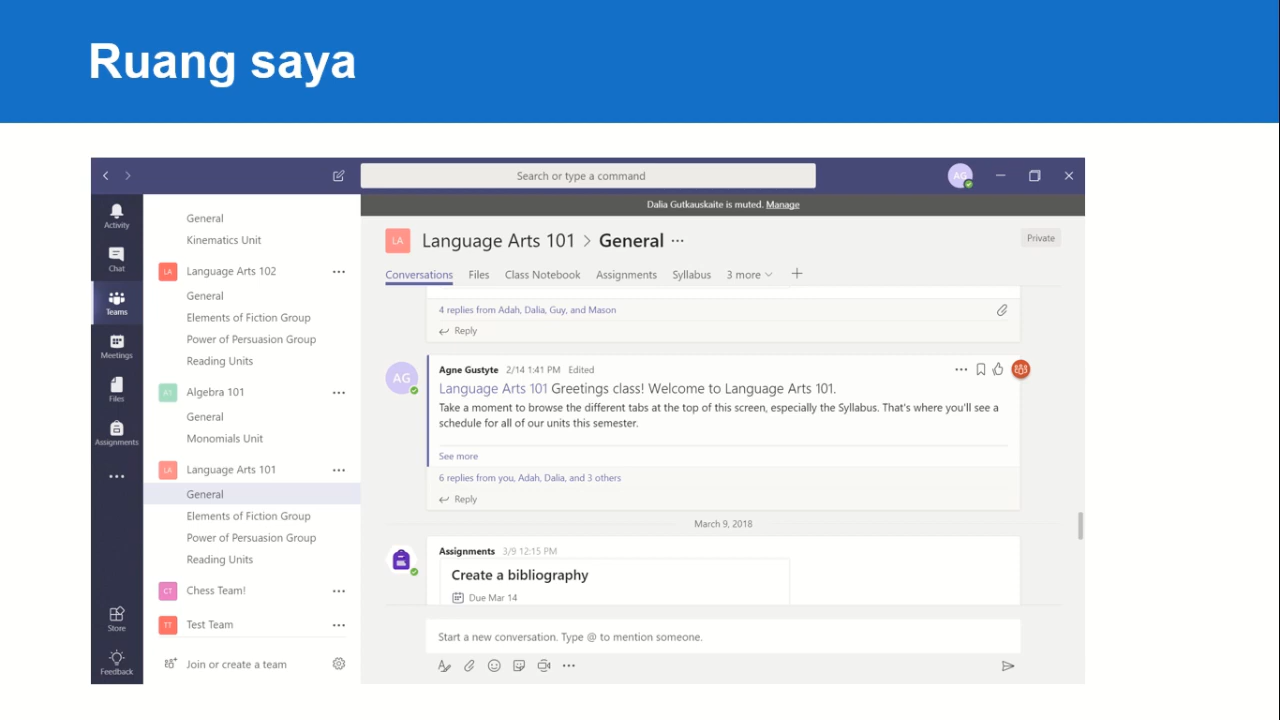 Ruang saya
Search or type a command
AG
Dalia Gutkauskaite is muted. Manage
Activity
Chat
Teams
Meetings
Files
Assignments
Store
Feedback
General
Kinematics Unit
LA Language Arts 102 ...
General
Elements of Fiction Group
Power of Persuasion Group
Reading Units
Algebra 101 ...
General
Monomials Unit
LA Language Arts 101 ...
General
Elements of Fiction Group
Power of Persuasion Group
Reading Units
CT Chess Team! ...
TT Test Team ...
Join or create a team
LA Language Arts 101 > General ...
Private
Conversations Files Class Notebook Assignments Syllabus 3 more +
4 replies from Adah, Dalia, Guy, and Mason
Reply
AG
Agne Gustyte 2/14 1:41 PM Edited
Language Arts 101 Greetings class! Welcome to Language Arts 101.
Take a moment to browse the different tabs at the top of this screen, especially the Syllabus. That's where you'll see a
schedule for all of our units this semester.
See more
6 replies from you, Adah, Dalia, and 3 others
Reply
March 9, 2018
Assignments 3/9 12:15 PM
Create a bibliography
Due Mar 14
Start a new conversation. Type @ to mention someone.